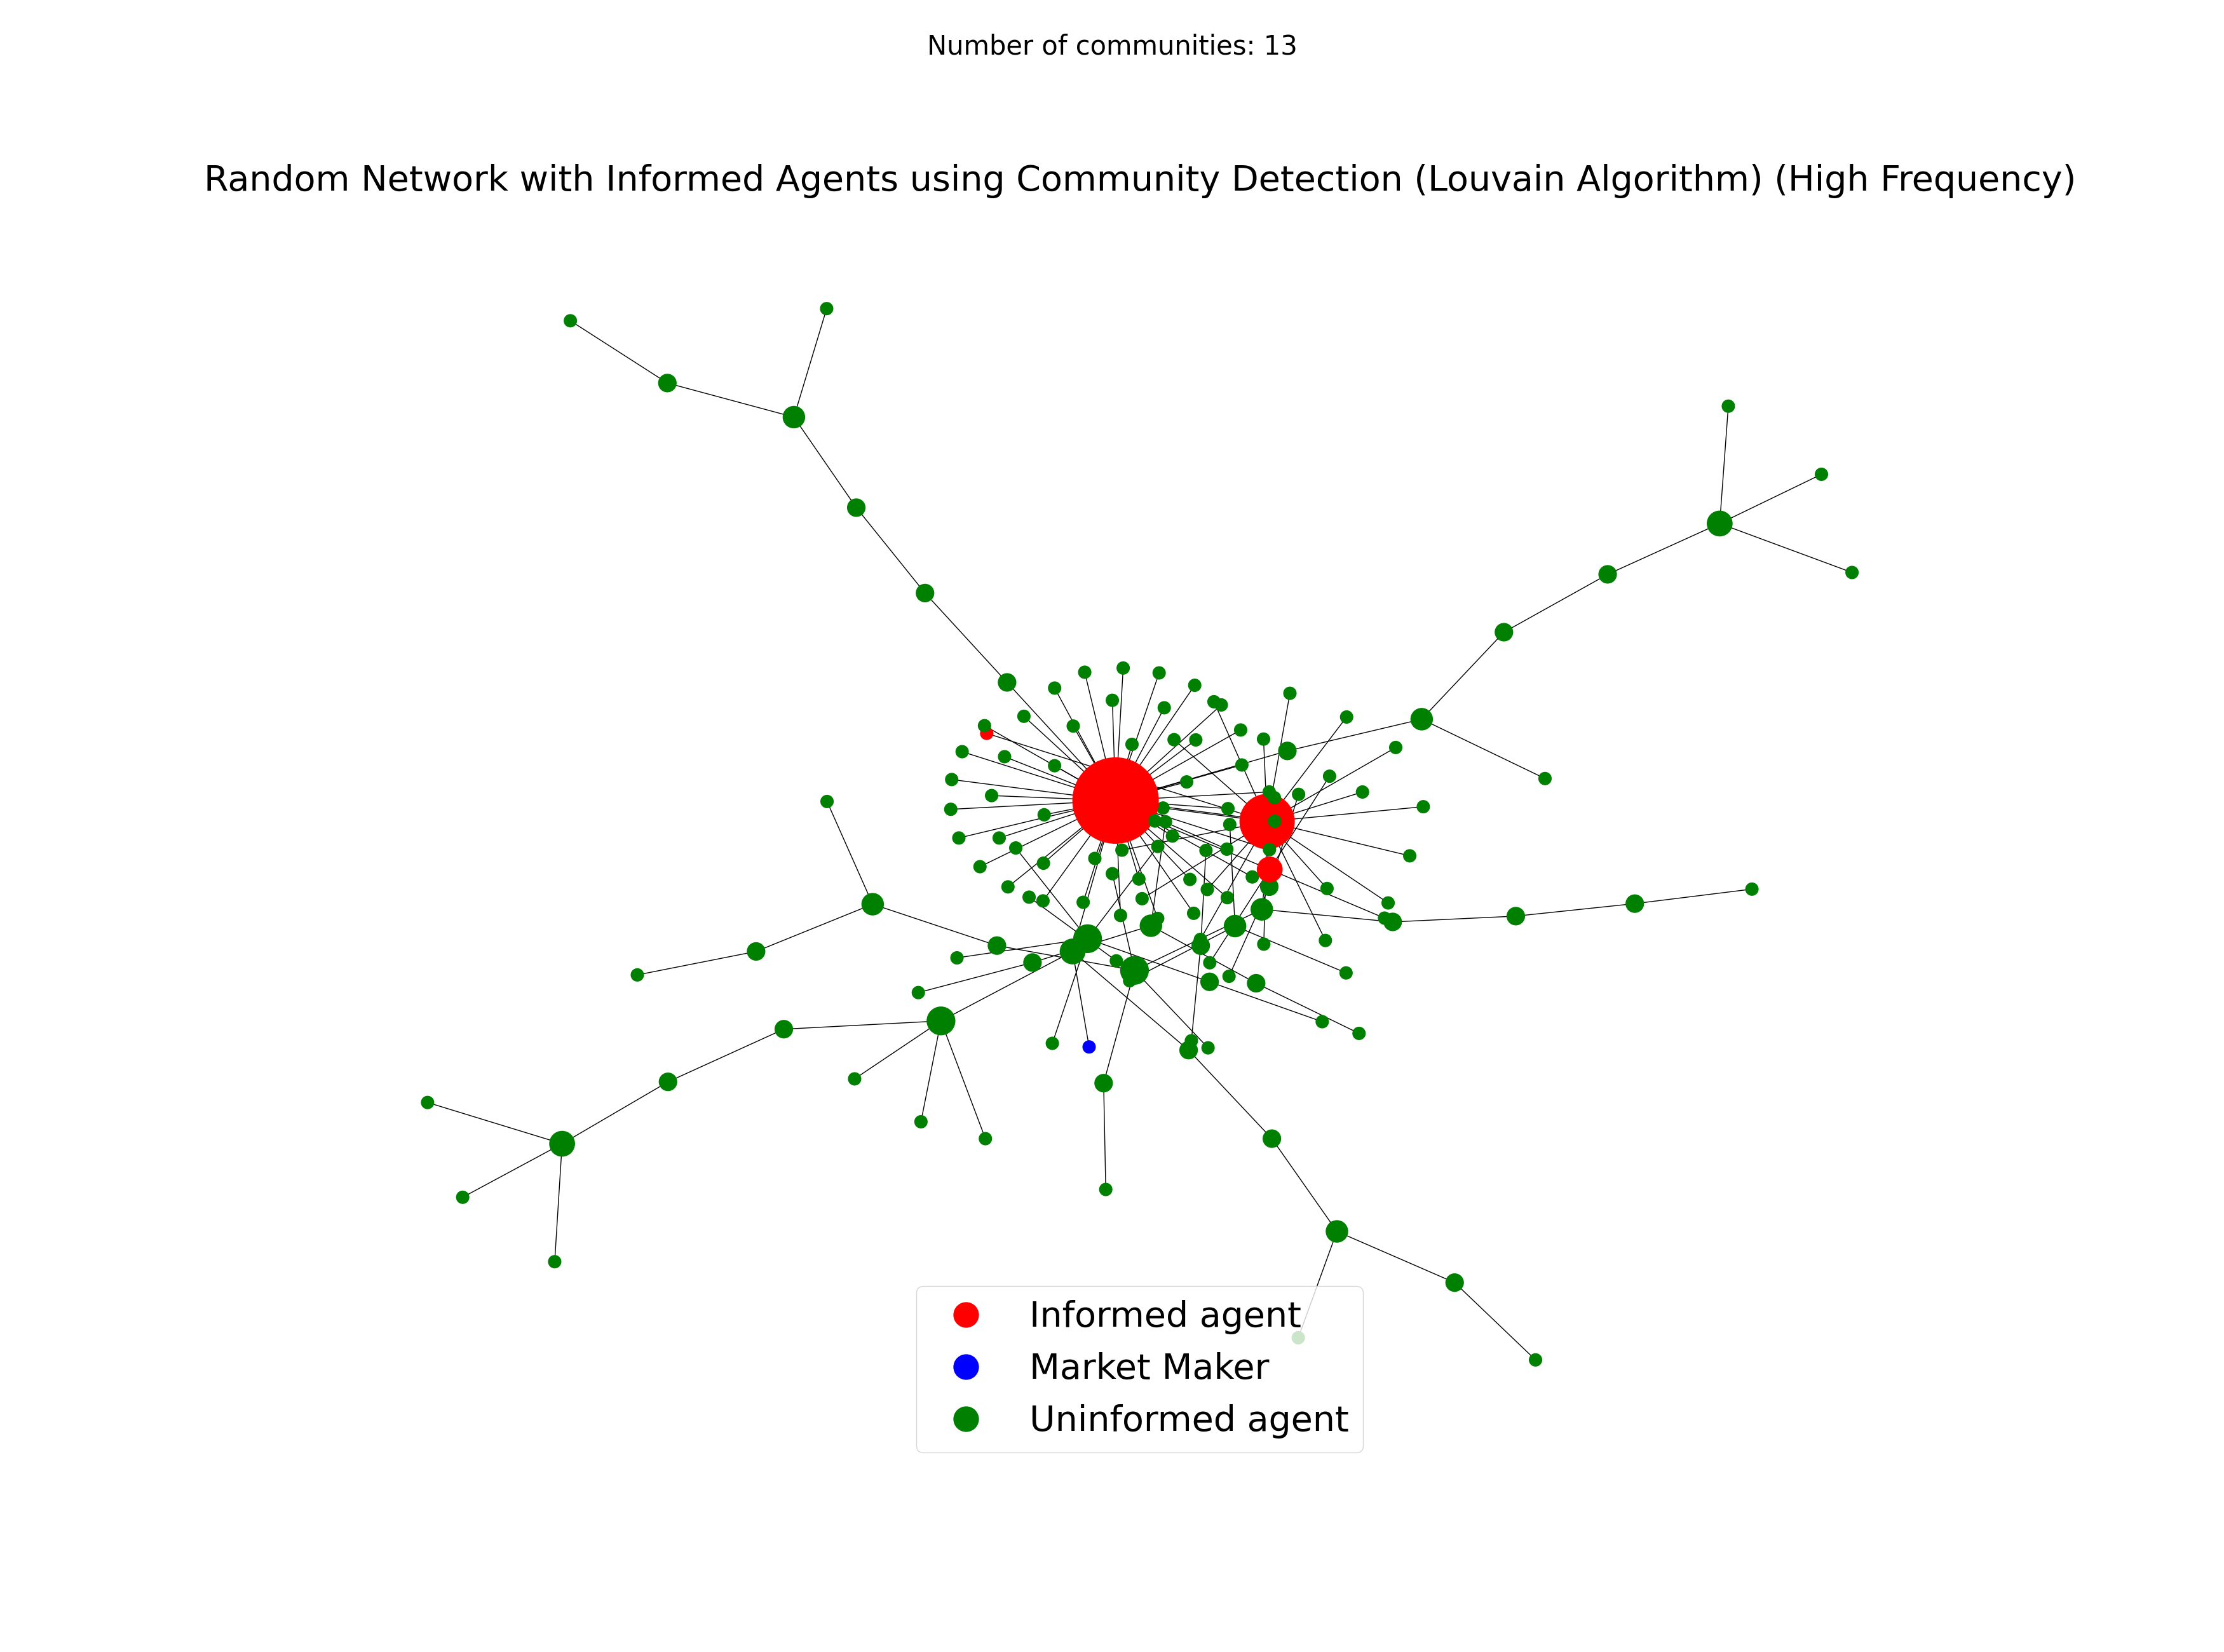 Number of communities: 13
Random Network with Informed Agents using Community Detection (Louvain Algorithm) (High Frequency)
Informed agent
Market Maker
Uninformed agent